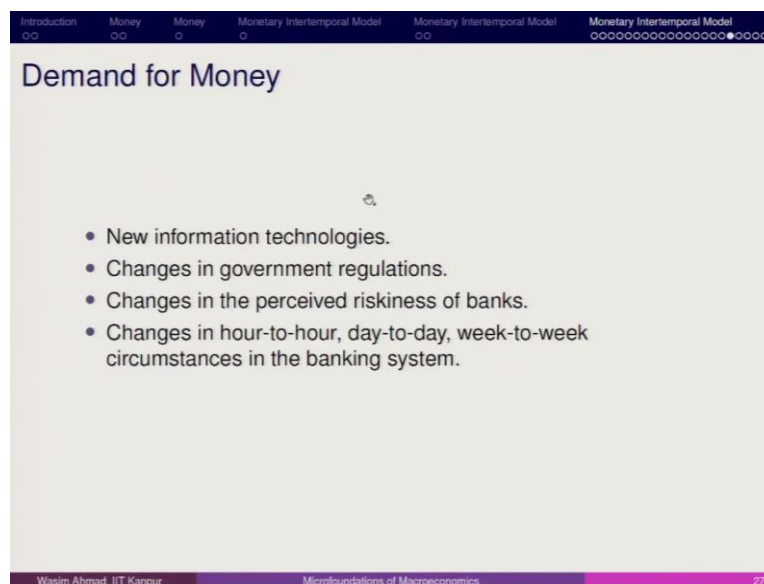 Introduction Money Money Monetary Intertemporal Model Monetary Intertemporal Model Monetary Intertemporal Model
Demand for Money
• New information technologies.
• Changes in government regulations.
• Changes in the perceived riskiness of banks.
• Changes in hour-to-hour, day-to-day, week-to-week
circumstances in the banking system.
Wasim Ahmad IIT Kanpur Microfoundations of Macroeconomics 27